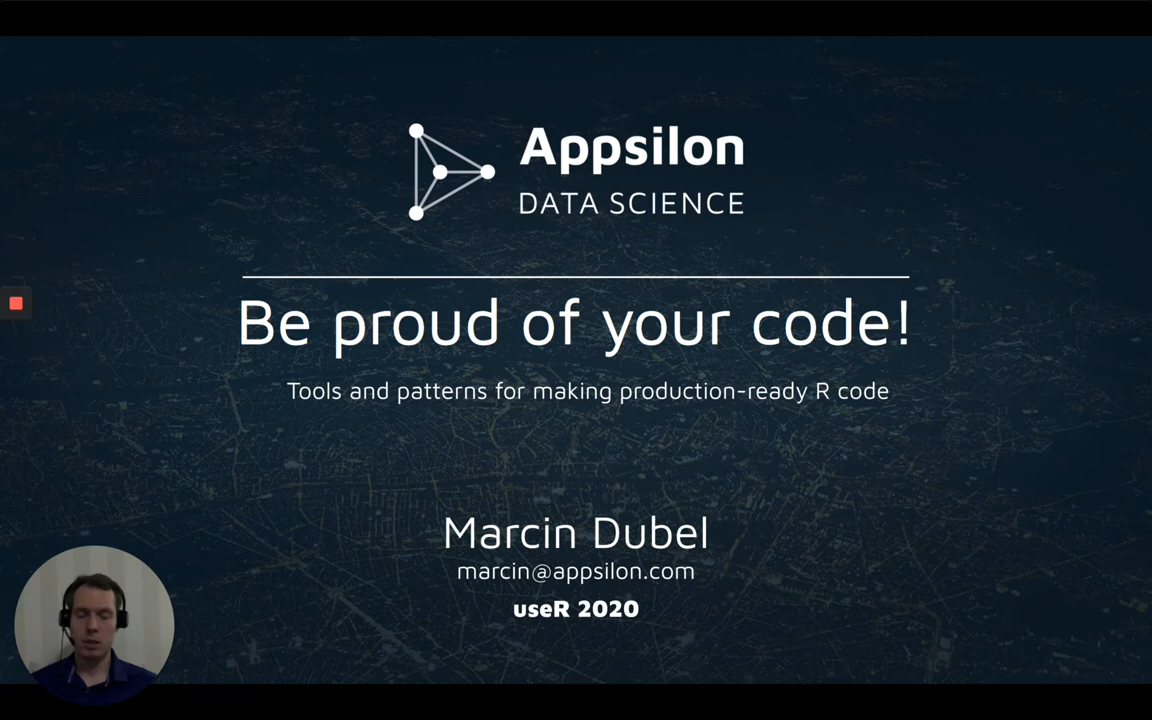 Appsilon
DATA SCIENCE
Be proud of your code!
Tools and patterns for making production-ready R code
Marcin Dubel
marcin@appsilon.com
useR 2020